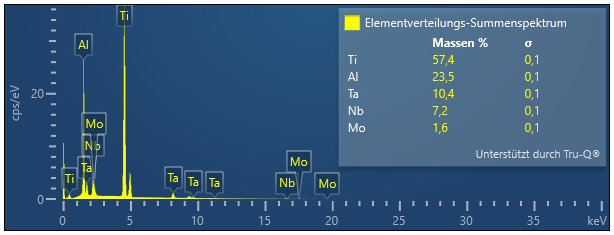 Elementverteilungs-Summenspektrum
Massen % σ
Ti 57,4 0,1
Al 23,5 0,1
Ta 10,4 0,1
Nb 7,2 0,1
Mo 1,6 0,1
Unterstützt durch Tru-Q®
cps/eV
20
0
Ti
Al
Mo
Nb
Ta
Ti
Ta
Ta
Ta
Mo
Nb
Mo
0 5 10 15 20 25 30 35 keV